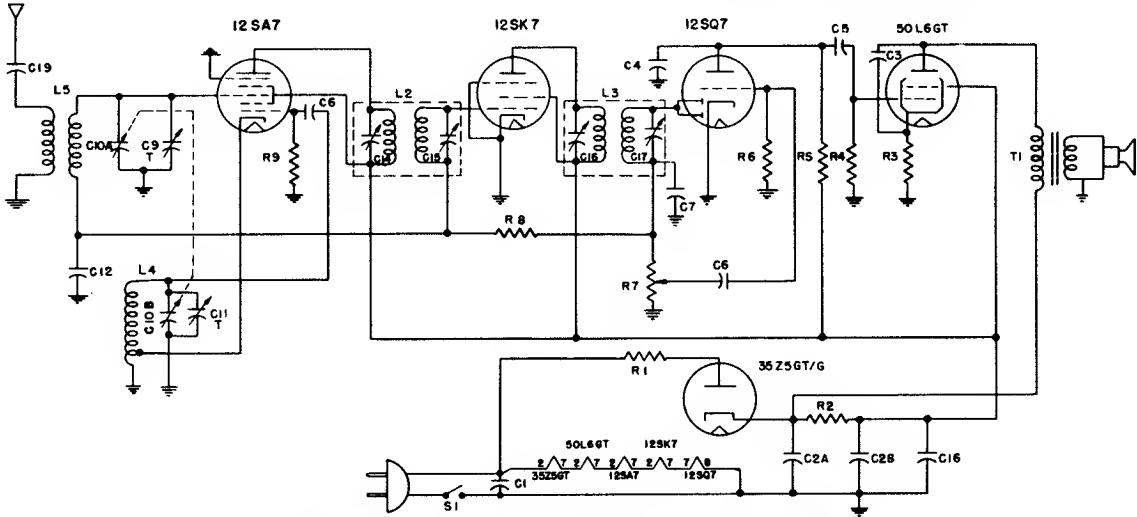 12SA7
12SK7
12SQ7
50L6GT
C19
L5
C6
L2
C4
L3
C5
C3
C10A
C9
T
R9
C14
C15
C16
C17
C7
R6
R5
R4
R3
T1
R8
C12
L4
C10B
C11
T
R7
C6
R1
35Z5GT/G
R2
50L6GT
12SK7
2 7 2 7 2 7 2 7 7 8
35Z5GT
12SA7
12SQ7
C1
S1
C2A
C2B
C16